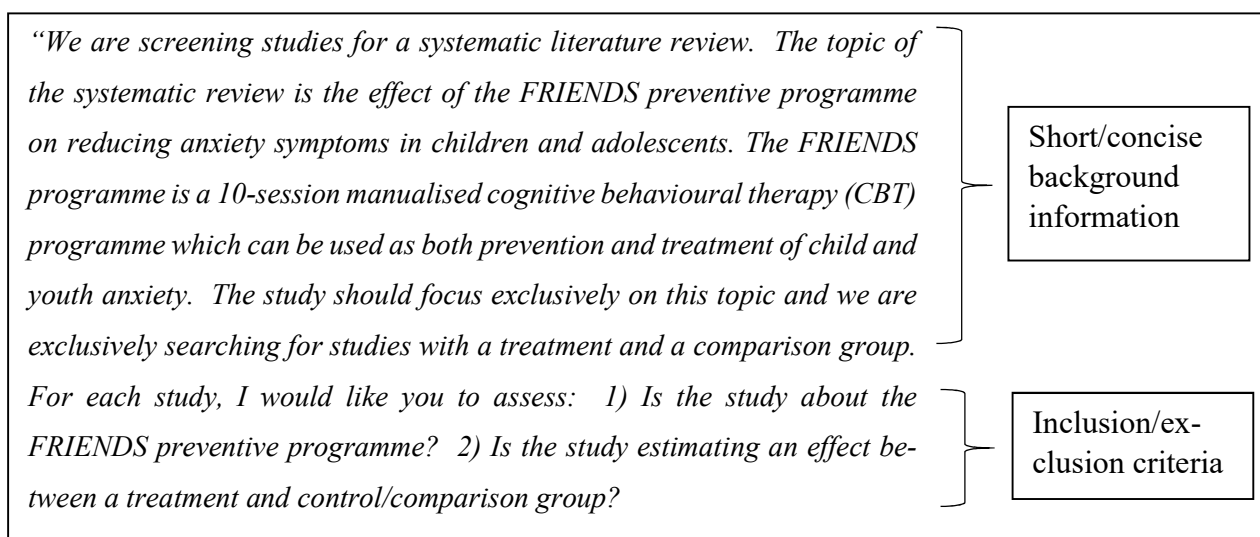 “We are screening studies for a systematic literature review. The topic of
the systematic review is the effect of the FRIENDS preventive programme
on reducing anxiety symptoms in children and adolescents. The FRIENDS
programme is a 10-session manualised cognitive behavioural therapy (CBT)
programme which can be used as both prevention and treatment of child and
youth anxiety. The study should focus exclusively on this topic and we are
exclusively searching for studies with a treatment and a comparison group.
For each study, I would like you to assess: 1) Is the study about the
FRIENDS preventive programme? 2) Is the study estimating an effect be-
tween a treatment and control/comparison group?
Short/concise
background
information
Inclusion/ex-
clusion criteria